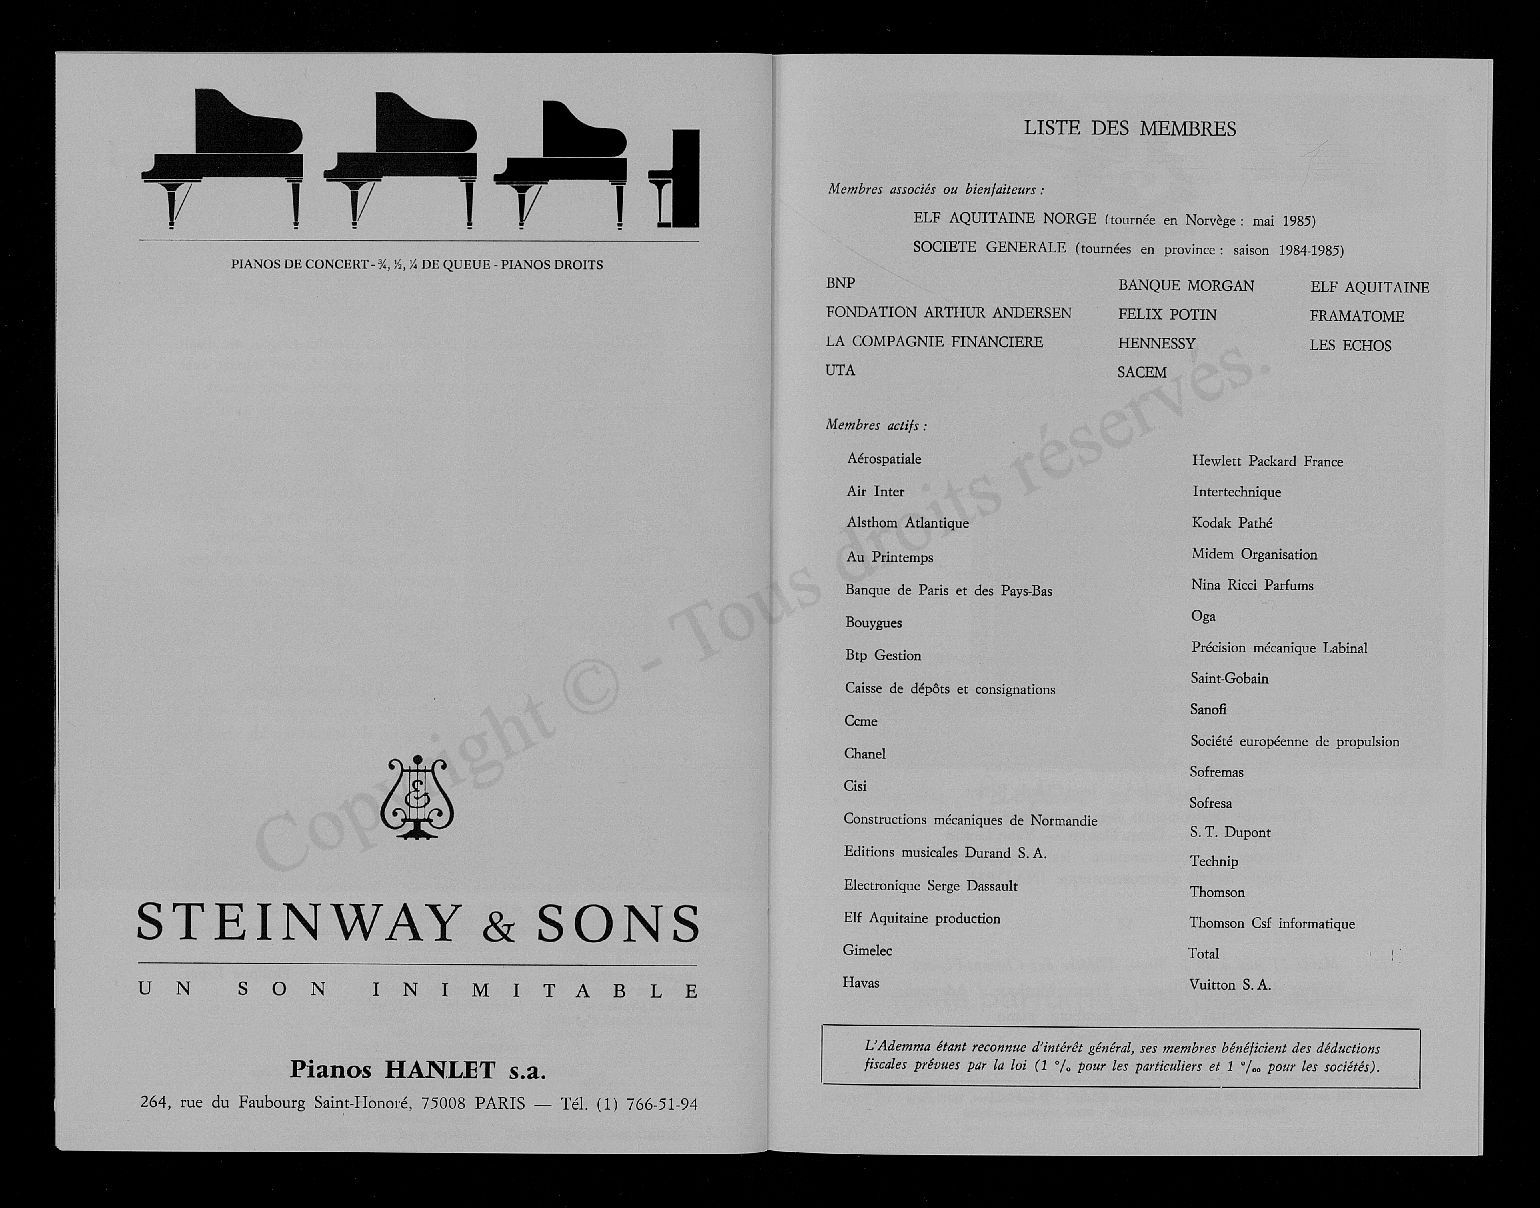 PIANOS DE CONCERT - ¾, ½, ¼ DE QUEUE - PIANOS DROITS
STEINWAY & SONS
UN SON INIMITABLE
Pianos HANLET s.a.
264, rue du Faubourg Saint-Honoré, 75008 PARIS — Tél. (1) 766-51-94
LISTE DES MEMBRES
Membres associés ou bienfaiteurs :
ELF AQUITAINE NORGE (tournée en Norvège : mai 1985)
SOCIETE GENERALE (tournées en province : saison 1984-1985)
BNP
FONDATION ARTHUR ANDERSEN
LA COMPAGNIE FINANCIERE
UTA
BANQUE MORGAN
FELIX POTIN
HENNESSY
SACEM
ELF AQUITAINE
FRAMATOME
LES ECHOS
Membres actifs :
Aérospatiale
Air Inter
Alsthom Atlantique
Au Printemps
Banque de Paris et des Pays-Bas
Bouygues
Btp Gestion
Caisse de dépôts et consignations
Ccme
Chanel
Cisi
Constructions mécaniques de Normandie
Editions musicales Durand S. A.
Electronique Serge Dassault
Elf Aquitaine production
Gimelec
Havas
Hewlett Packard France
Intertechnique
Kodak Pathé
Midem Organisation
Nina Ricci Parfums
Oga
Précision mécanique Labinal
Saint-Gobain
Sanofi
Société européenne de propulsion
Sofremas
Sofresa
S. T. Dupont
Technip
Thomson
Thomson Csf informatique
Total
Vuitton S. A.
L'Ademma étant reconnue d'intérêt général, ses membres bénéficient des déductions
fiscales prévues par la loi (1 °/o pour les particuliers et 1 °/oo pour les sociétés).
Copyright © - Tous droits réservés.